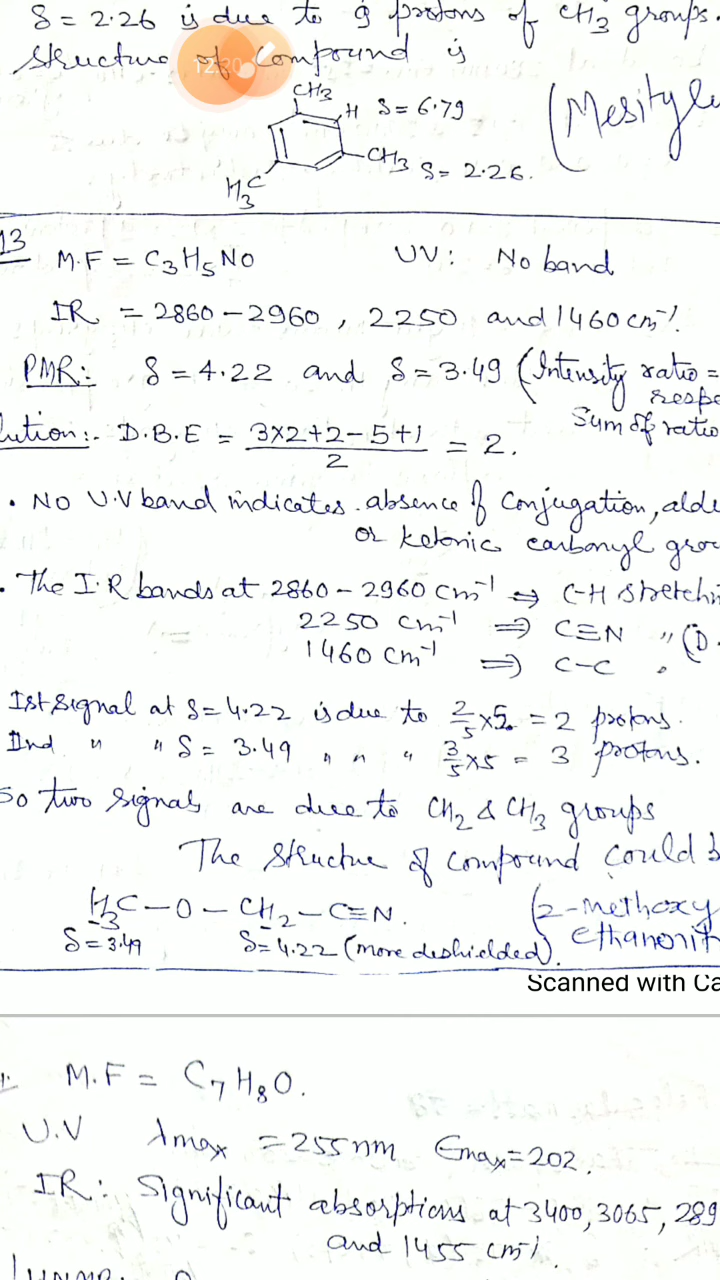 δ = 2.26 is due to 9 protons of CH3 groups.
Structure of Compound is
12:30
CH3
H δ = 6.79
CH3 δ = 2.26.
H3C
(Mesityle
13
M.F = C3H5NO UV: No band
IR = 2860-2960, 2250 and 1460 cm-1.
PMR:- δ = 4.22 and δ = 3.49 (Intensity ratio =
respe
Sum of ratio
lution:- D.B.E = 3x2+2-5+1 / 2 = 2.
• No U.V band indicates absence of Conjugation, alde
or ketonic carbonyl grou
• The I.R bands at 2860-2960 cm-1 ⇒ C-H Stretchi
2250 cm-1 ⇒ C≡N " (D.
1460 cm-1 ⇒ C-C
Ist Signal at δ = 4.22 is due to 2/5 x5 = 2 protons.
IInd " " δ = 3.49 " " " 3/5 x5 = 3 protons.
So two Signals are due to CH2 & CH3 groups
The Structue of Compound Could b
H3C-O-CH2-C≡N. (2-methoxy
δ = 3.49 δ = 4.22 (more deshielded). ethanonit
Scanned with Ca
M.F = C7H8O.
U.V λmax = 255 nm Emax = 202.
IR: Significant absorptions at 3400, 3065, 289
and 1455 cm-1.